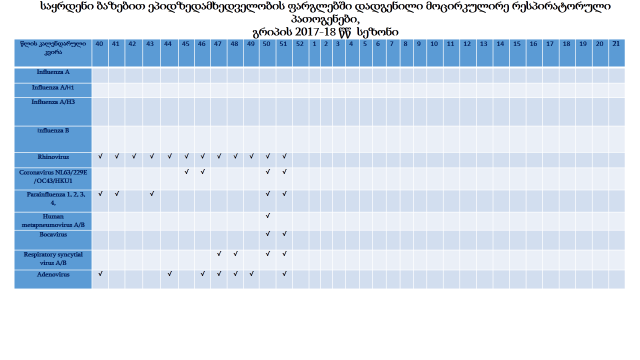 საყრდენი ბაზებით ეპიდზედამხედველობის ფარგლებში დადგენილი მოცირკულირე რესპირატორული
პათოგენები,
გრიპის 2017-18 წწ სეზონი
წლის კალენდარული
კვირა
40 41 42 43 44 45 46 47 48 49 50 51 52 1 2 3 4 5 6 7 8 9 10 11 12 13 14 15 16 17 18 19 20 21
Influenza A
Influenza A/H1
Influenza A/H3
Influenza B
Rhinovirus √ √ √ √ √ √ √ √ √ √ √ √
Coronavirus NL63/229E
/OC43/HKU1 √ √ √ √
Parainfluenza 1, 2, 3,
4, √ √ √ √ √
Human
metapneumovirus A/B √
Bocavirus √ √
Respiratory syncytial
virus A/B √ √ √ √
Adenovirus √ √ √ √ √ √ √